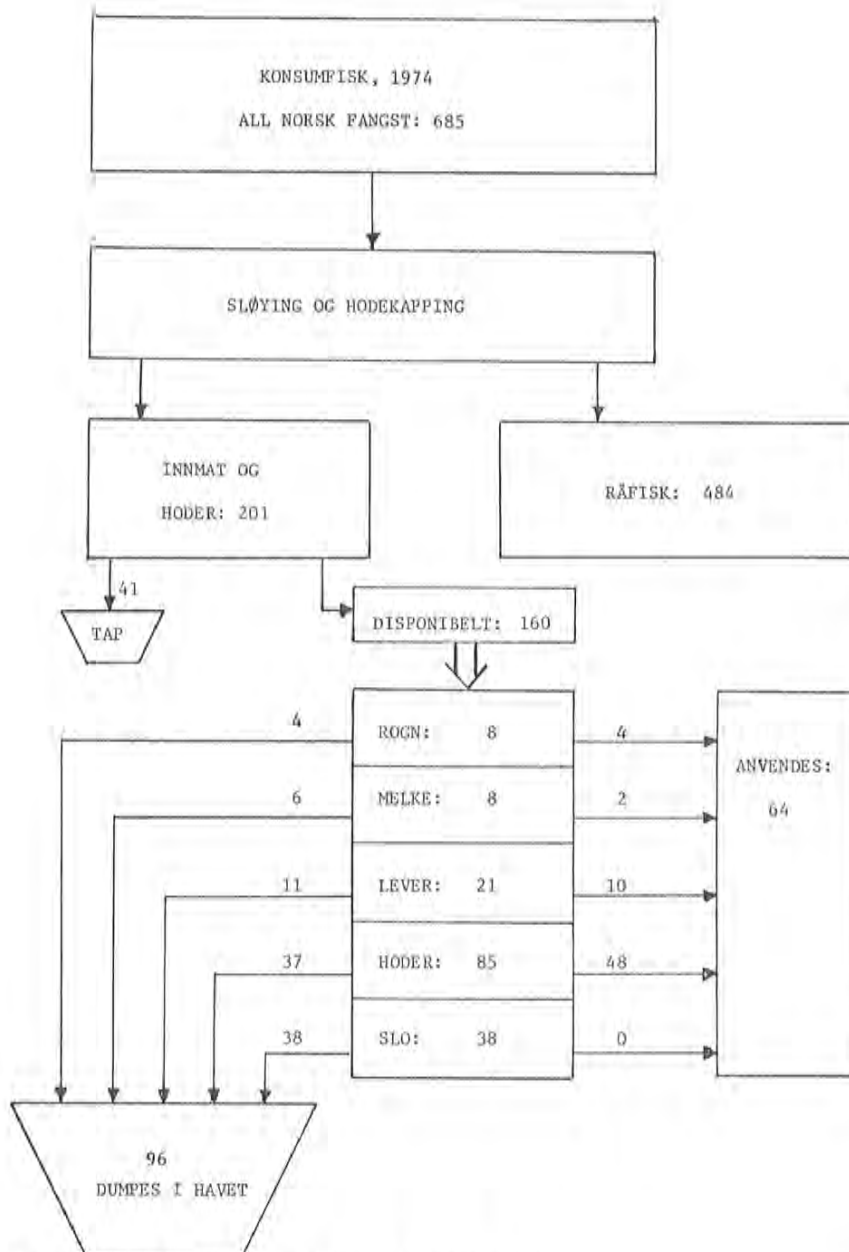 KONSUMFISK, 1974
ALL NORSK FANGST: 685
SLØYING OG HODEKAPPING
INNMAT OG
HODER: 201
RÅFISK: 484
41
TAP
DISPONIBELT: 160
4 ROGN: 8 4
ANVENDES:
64
6 MELKE: 8 2
11 LEVER: 21 10
37 HODER: 85 48
38 SLO: 38 0
96
DUMPES I HAVET